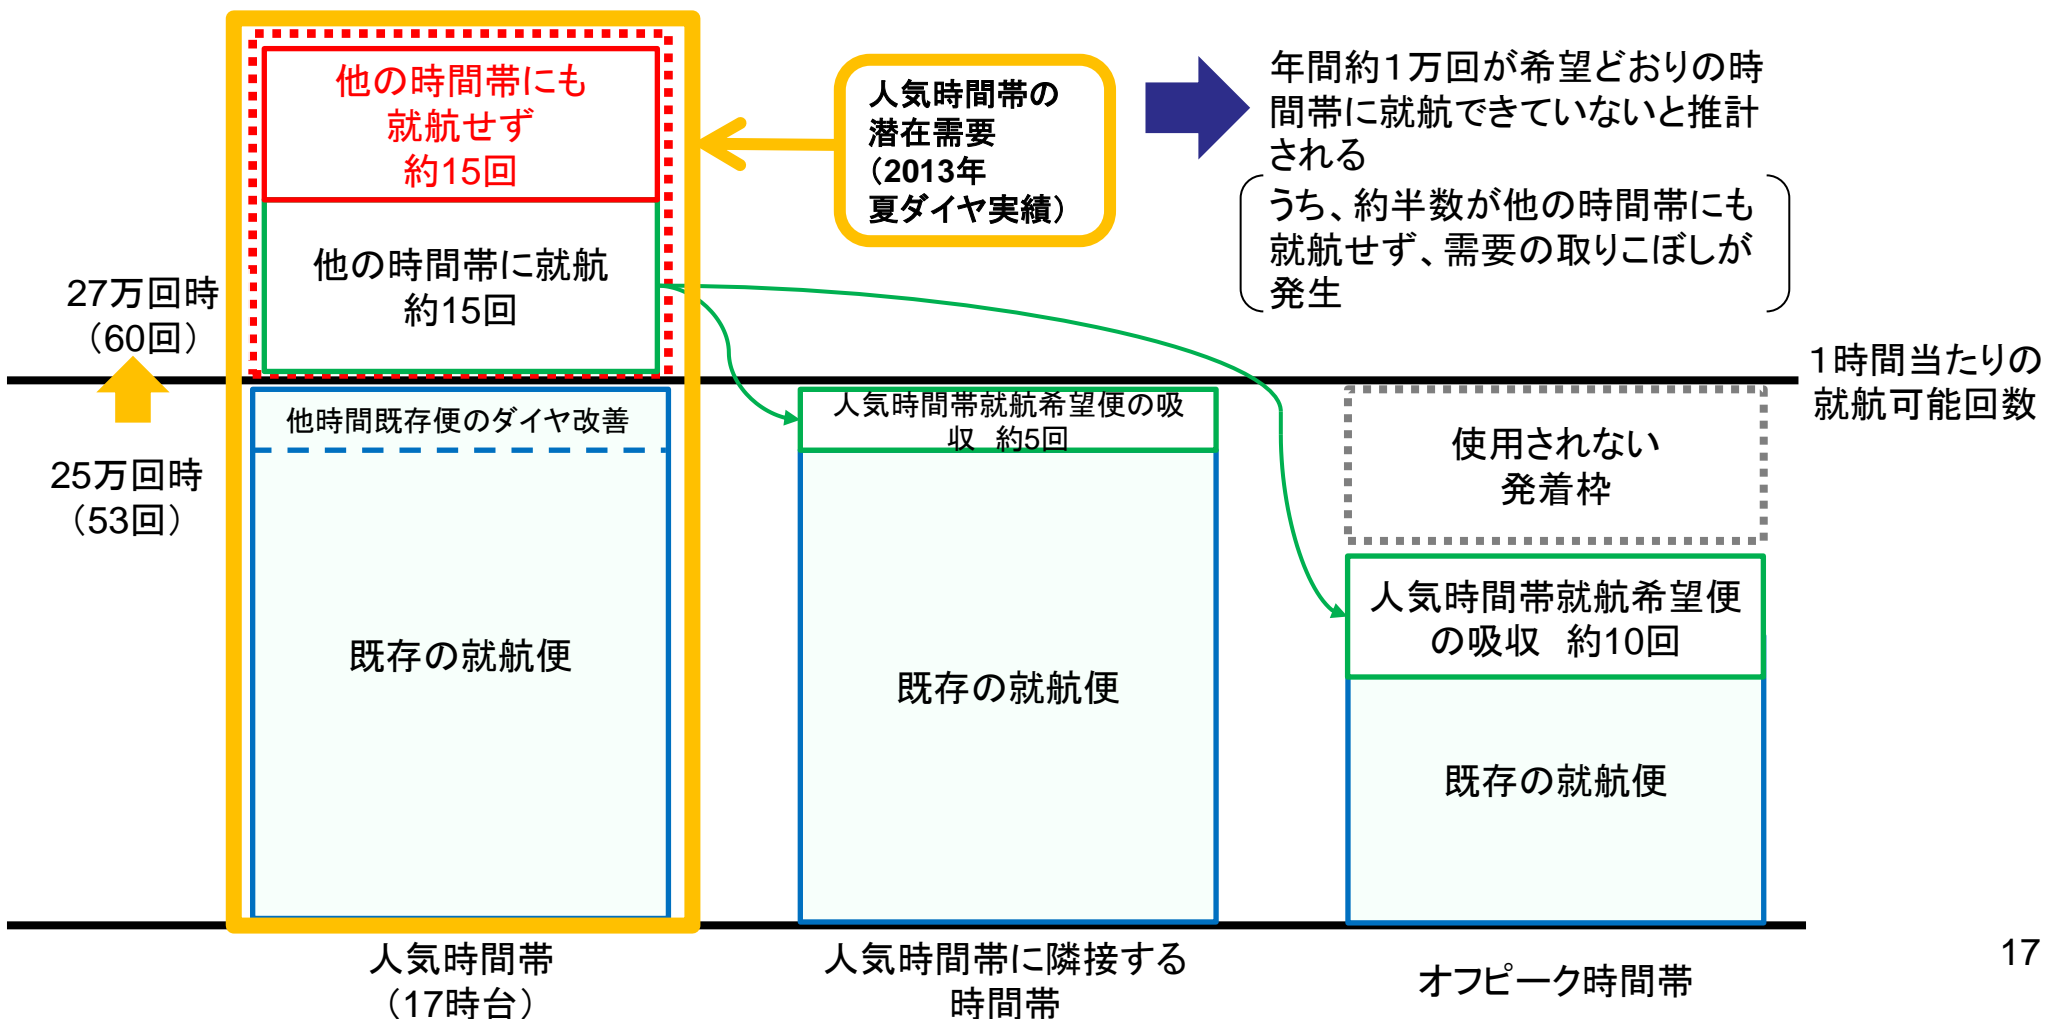 他の時間帯にも
就航せず
約15回
他の時間帯に就航
約15回
人気時間帯の
潜在需要
（2013年
夏ダイヤ実績）
年間約１万回が希望どおりの時
間帯に就航できていないと推計
される
うち、約半数が他の時間帯にも
就航せず、需要の取りこぼしが
発生
27万回時
（60回）
25万回時
（53回）
１時間当たりの
就航可能回数
他時間既存便のダイヤ改善
既存の就航便
人気時間帯就航希望便の吸
収　約5回
既存の就航便
使用されない
発着枠
人気時間帯就航希望便
の吸収　約10回
既存の就航便
人気時間帯
（17時台）
人気時間帯に隣接する
時間帯
オフピーク時間帯
17